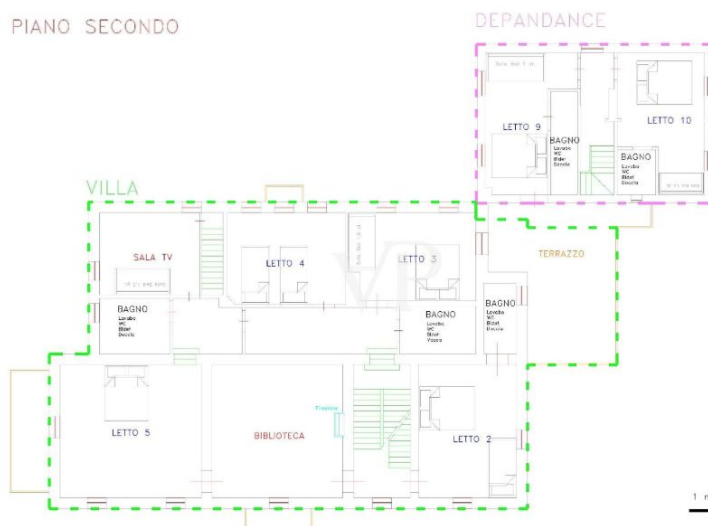 PIANO SECONDO
DEPANDANCE
LETTO 9
LETTO 10
BAGNO
Lavabo
WC
Bidet
Doccia
BAGNO
Lavabo
WC
Bidet
Doccia
VILLA
SALA TV
LETTO 4
LETTO 3
TERRAZZO
VP
BAGNO
Lavabo
WC
Bidet
Doccia
BAGNO
Lavabo
WC
Bidet
Vasca
BAGNO
Lavabo
WC
Bidet
Doccia
LETTO 5
BIBLIOTECA
LETTO 2